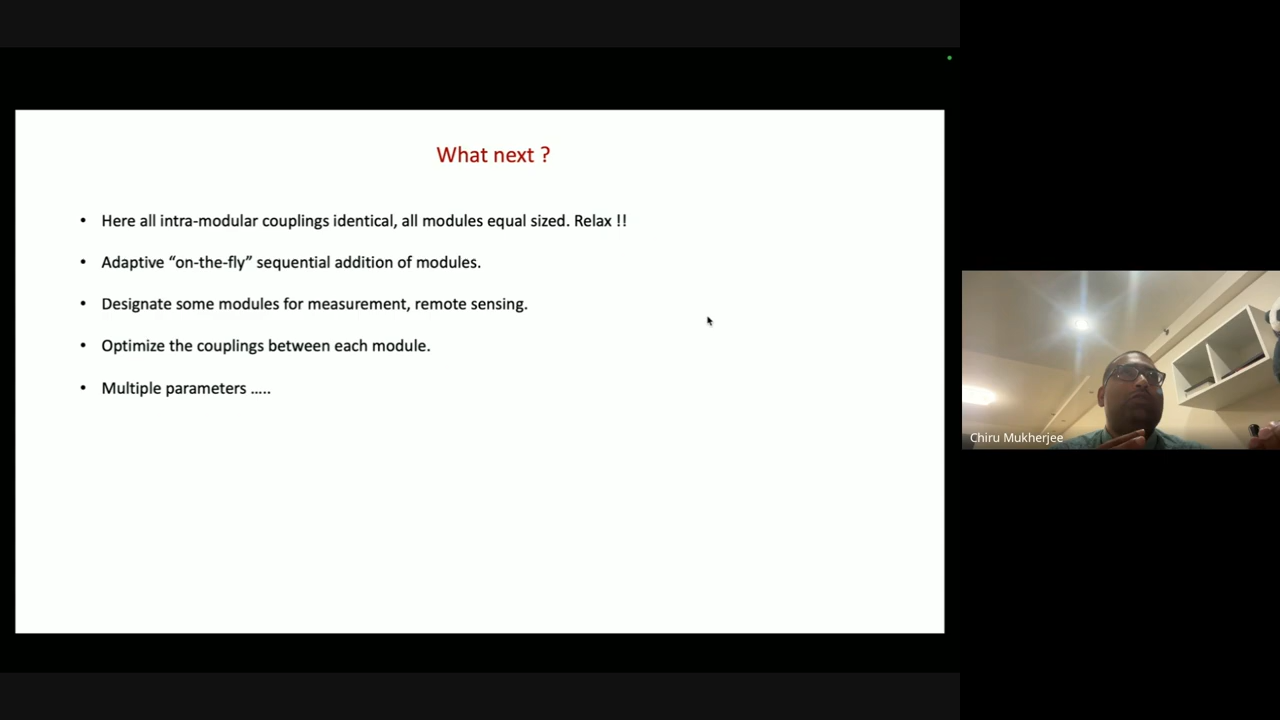 What next ?
• Here all intra-modular couplings identical, all modules equal sized. Relax !!
• Adaptive “on-the-fly” sequential addition of modules.
• Designate some modules for measurement, remote sensing.
• Optimize the couplings between each module.
• Multiple parameters .....
Chiru Mukherjee